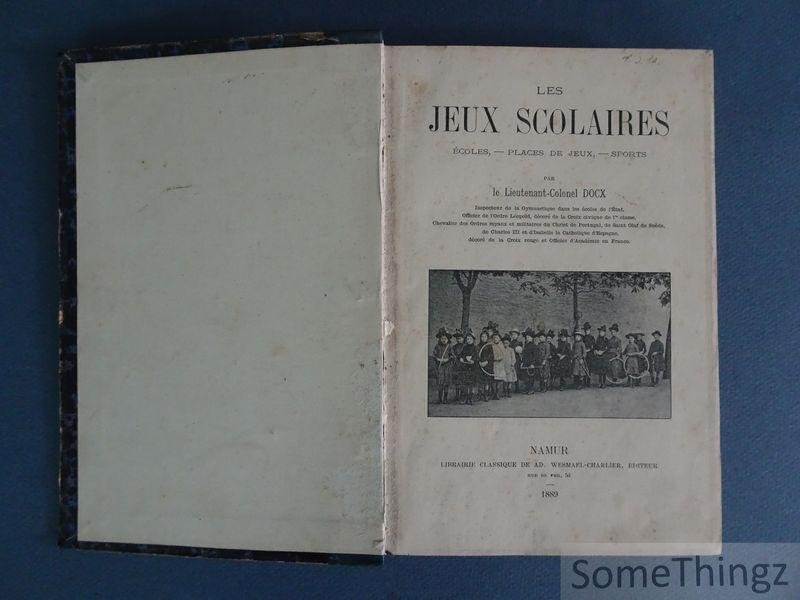 LES
JEUX SCOLAIRES
ÉCOLES, — PLACES DE JEUX, — SPORTS
PAR
le Lieutenant-Colonel DOCX
Inspecteur de la Gymnastique dans les écoles de l'État,
Officier de l'Ordre Léopold, décoré de la Croix civique de 1re classe,
Chevalier des Ordres royaux et militaires du Christ de Portugal, de Saint Olaf de Suède,
de Charles III et d'Isabelle la Catholique d'Espagne,
décoré de la Croix rouge et Officier d'Académie en France.
NAMUR
LIBRAIRIE CLASSIQUE DE AD. WESMAEL-CHARLIER, ÉDITEUR
RUE DE FER, 51
1889
SomeThingz